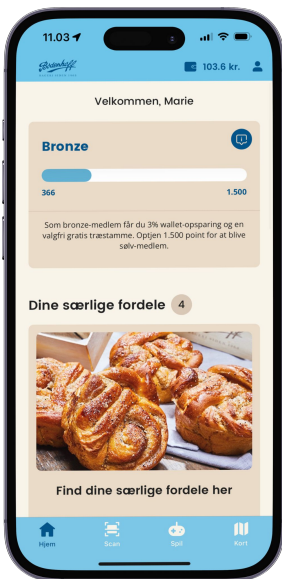 11.03
Bodenhoff
103.6 kr.
Velkommen, Marie
Bronze
366
1.500
Som bronze-medlem får du 3% wallet-opsparing og en
valgfri gratis træstamme. Optjen 1.500 point for at blive
sølv-medlem.
Dine særlige fordele 4
Find dine særlige fordele her
Hjem
Scan
Spil
Kort